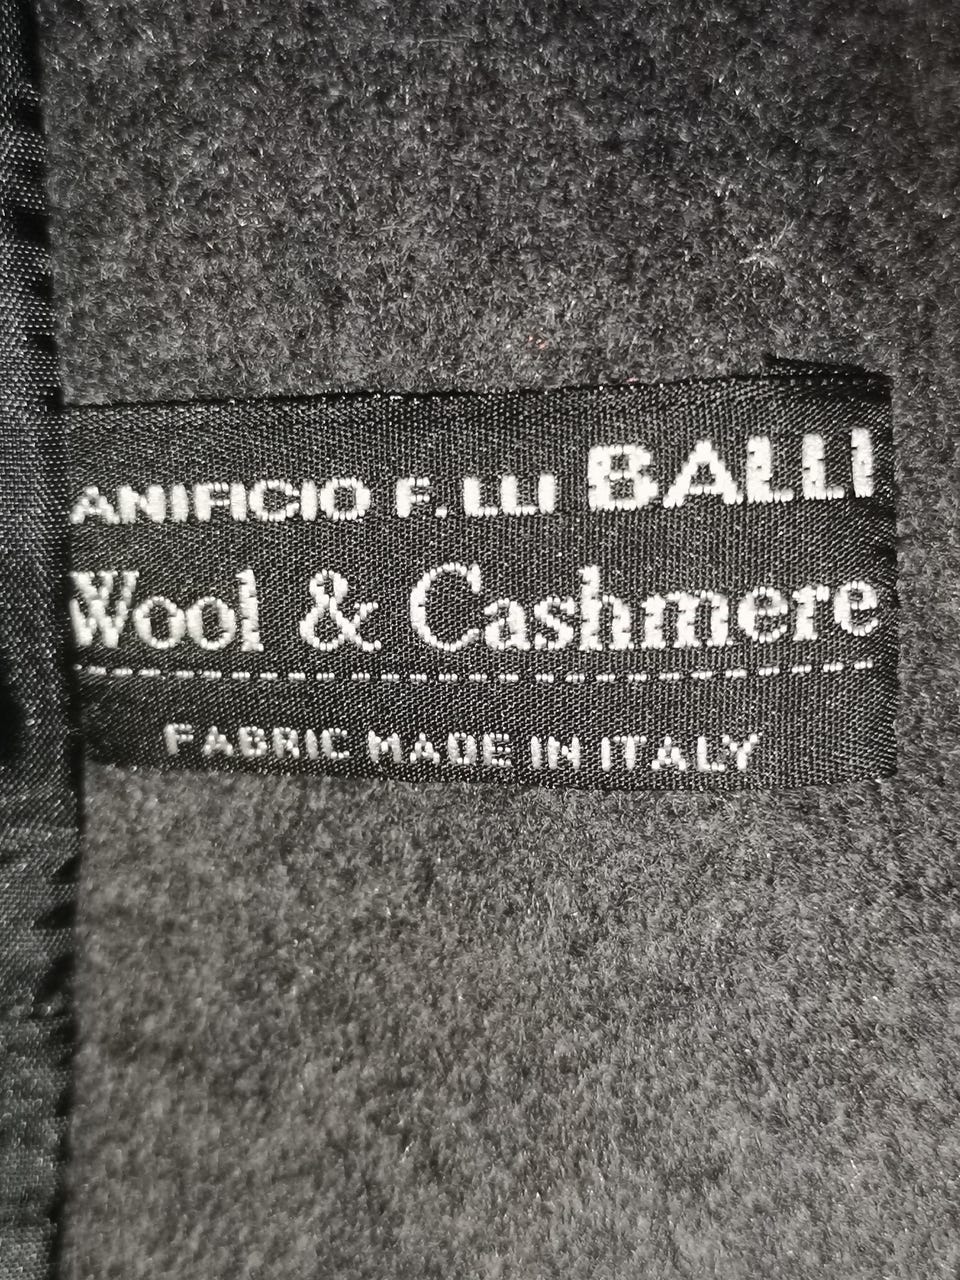 ANIFICIO F.LLI BALLI
Wool & Cashmere
FABRIC MADE IN ITALY